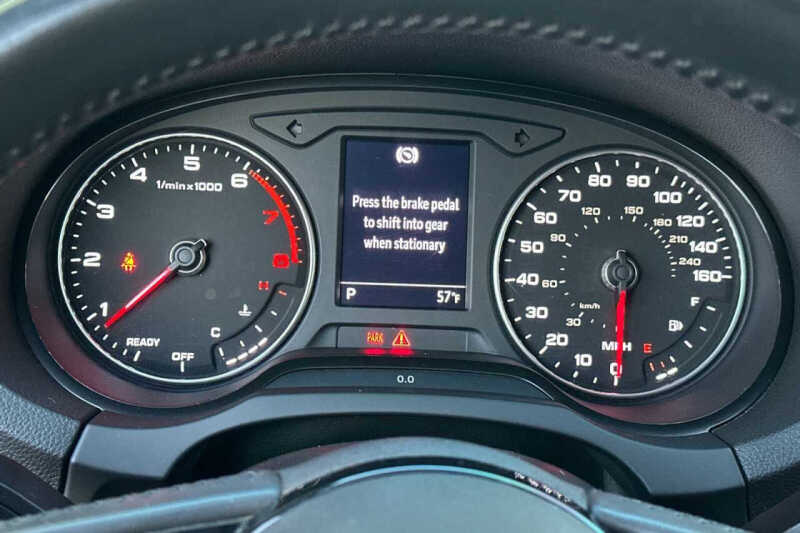 1/min x 1000
1
2
3
4
5
6
7
8
READY
OFF
C
H
Press the brake pedal
to shift into gear
when stationary
P
57°F
PARK
0.0
0
10
20
30
40
50
60
70
80
90
100
120
140
160
30
60
90
120
150
180
210
240
km/h
MPH
E
F